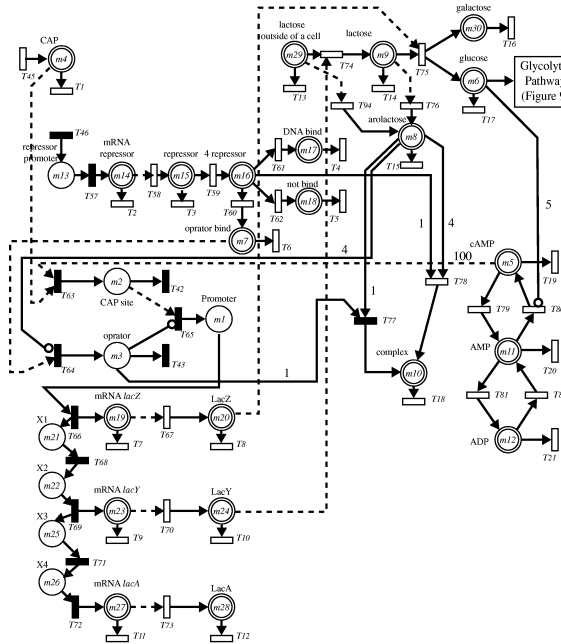 galactose
lactose
outside of a cell
lactose
m30
T16
CAP
m29
T74
m9
T75
glucose
m4
m6
Glycolyt
Pathway
(Figure 9
T45
T1
T13
T14
T17
T94
T76
arolactose
T46
DNA bind
m8
repressor
promoter
mRNA
repressor
repressor
4 repressor
m17
T61
T4
T15
m13
m14
m15
m16
not bind
T57
T58
T59
m18
T2
T3
T60
T62
T5
oprator bind
1
4
5
m7
T6
4
100
cAMP
m5
T63
m2
T42
T78
T19
CAP site
Promoter
1
T79
m1
T65
T77
oprator
AMP
m3
complex
m11
T64
T43
T20
m10
1
T18
T81
mRNA lacZ
LacZ
X1
T66
m19
T67
m20
ADP
m12
m21
T7
T8
T21
T68
X2
m22
mRNA lacY
LacY
T69
m23
T70
m24
X3
m25
T9
T10
T71
X4
m26
mRNA lacA
LacA
T72
m27
T73
m28
T11
T12